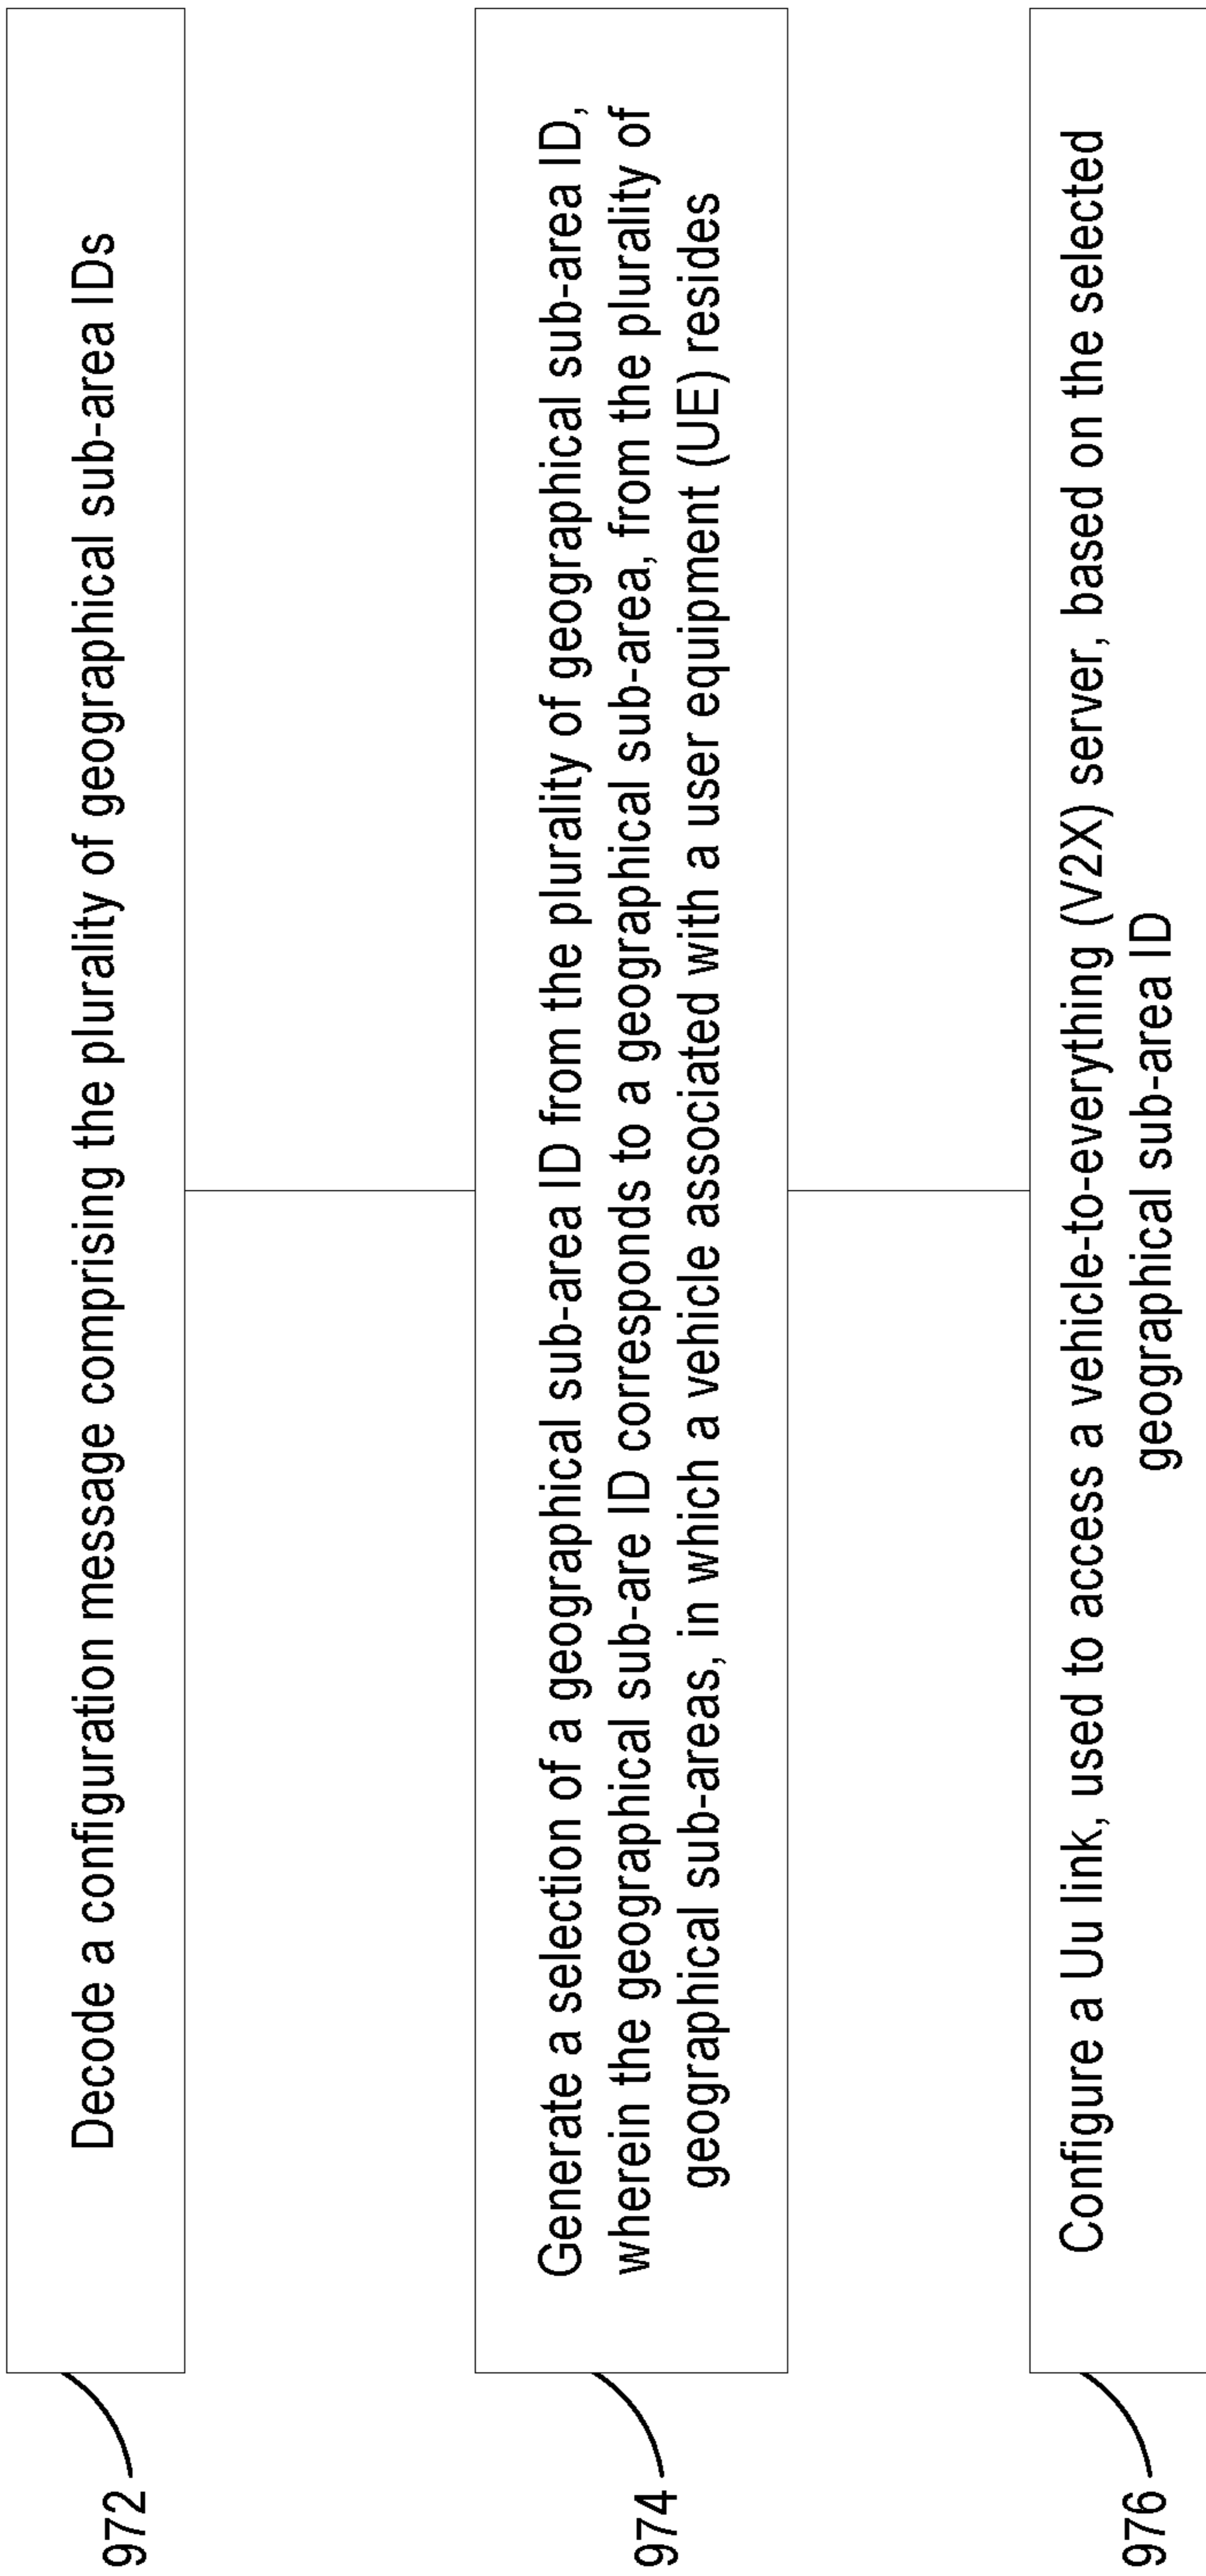 972
Decode a configuration message comprising the plurality of geographical sub-area IDs
974
Generate a selection of a geographical sub-area ID from the plurality of geographical sub-area ID,
wherein the geographical sub-are ID corresponds to a geographical sub-area, from the plurality of
geographical sub-areas, in which a vehicle associated with a user equipment (UE) resides
976
Configure a Uu link, used to access a vehicle-to-everything (V2X) server, based on the selected
geographical sub-area ID